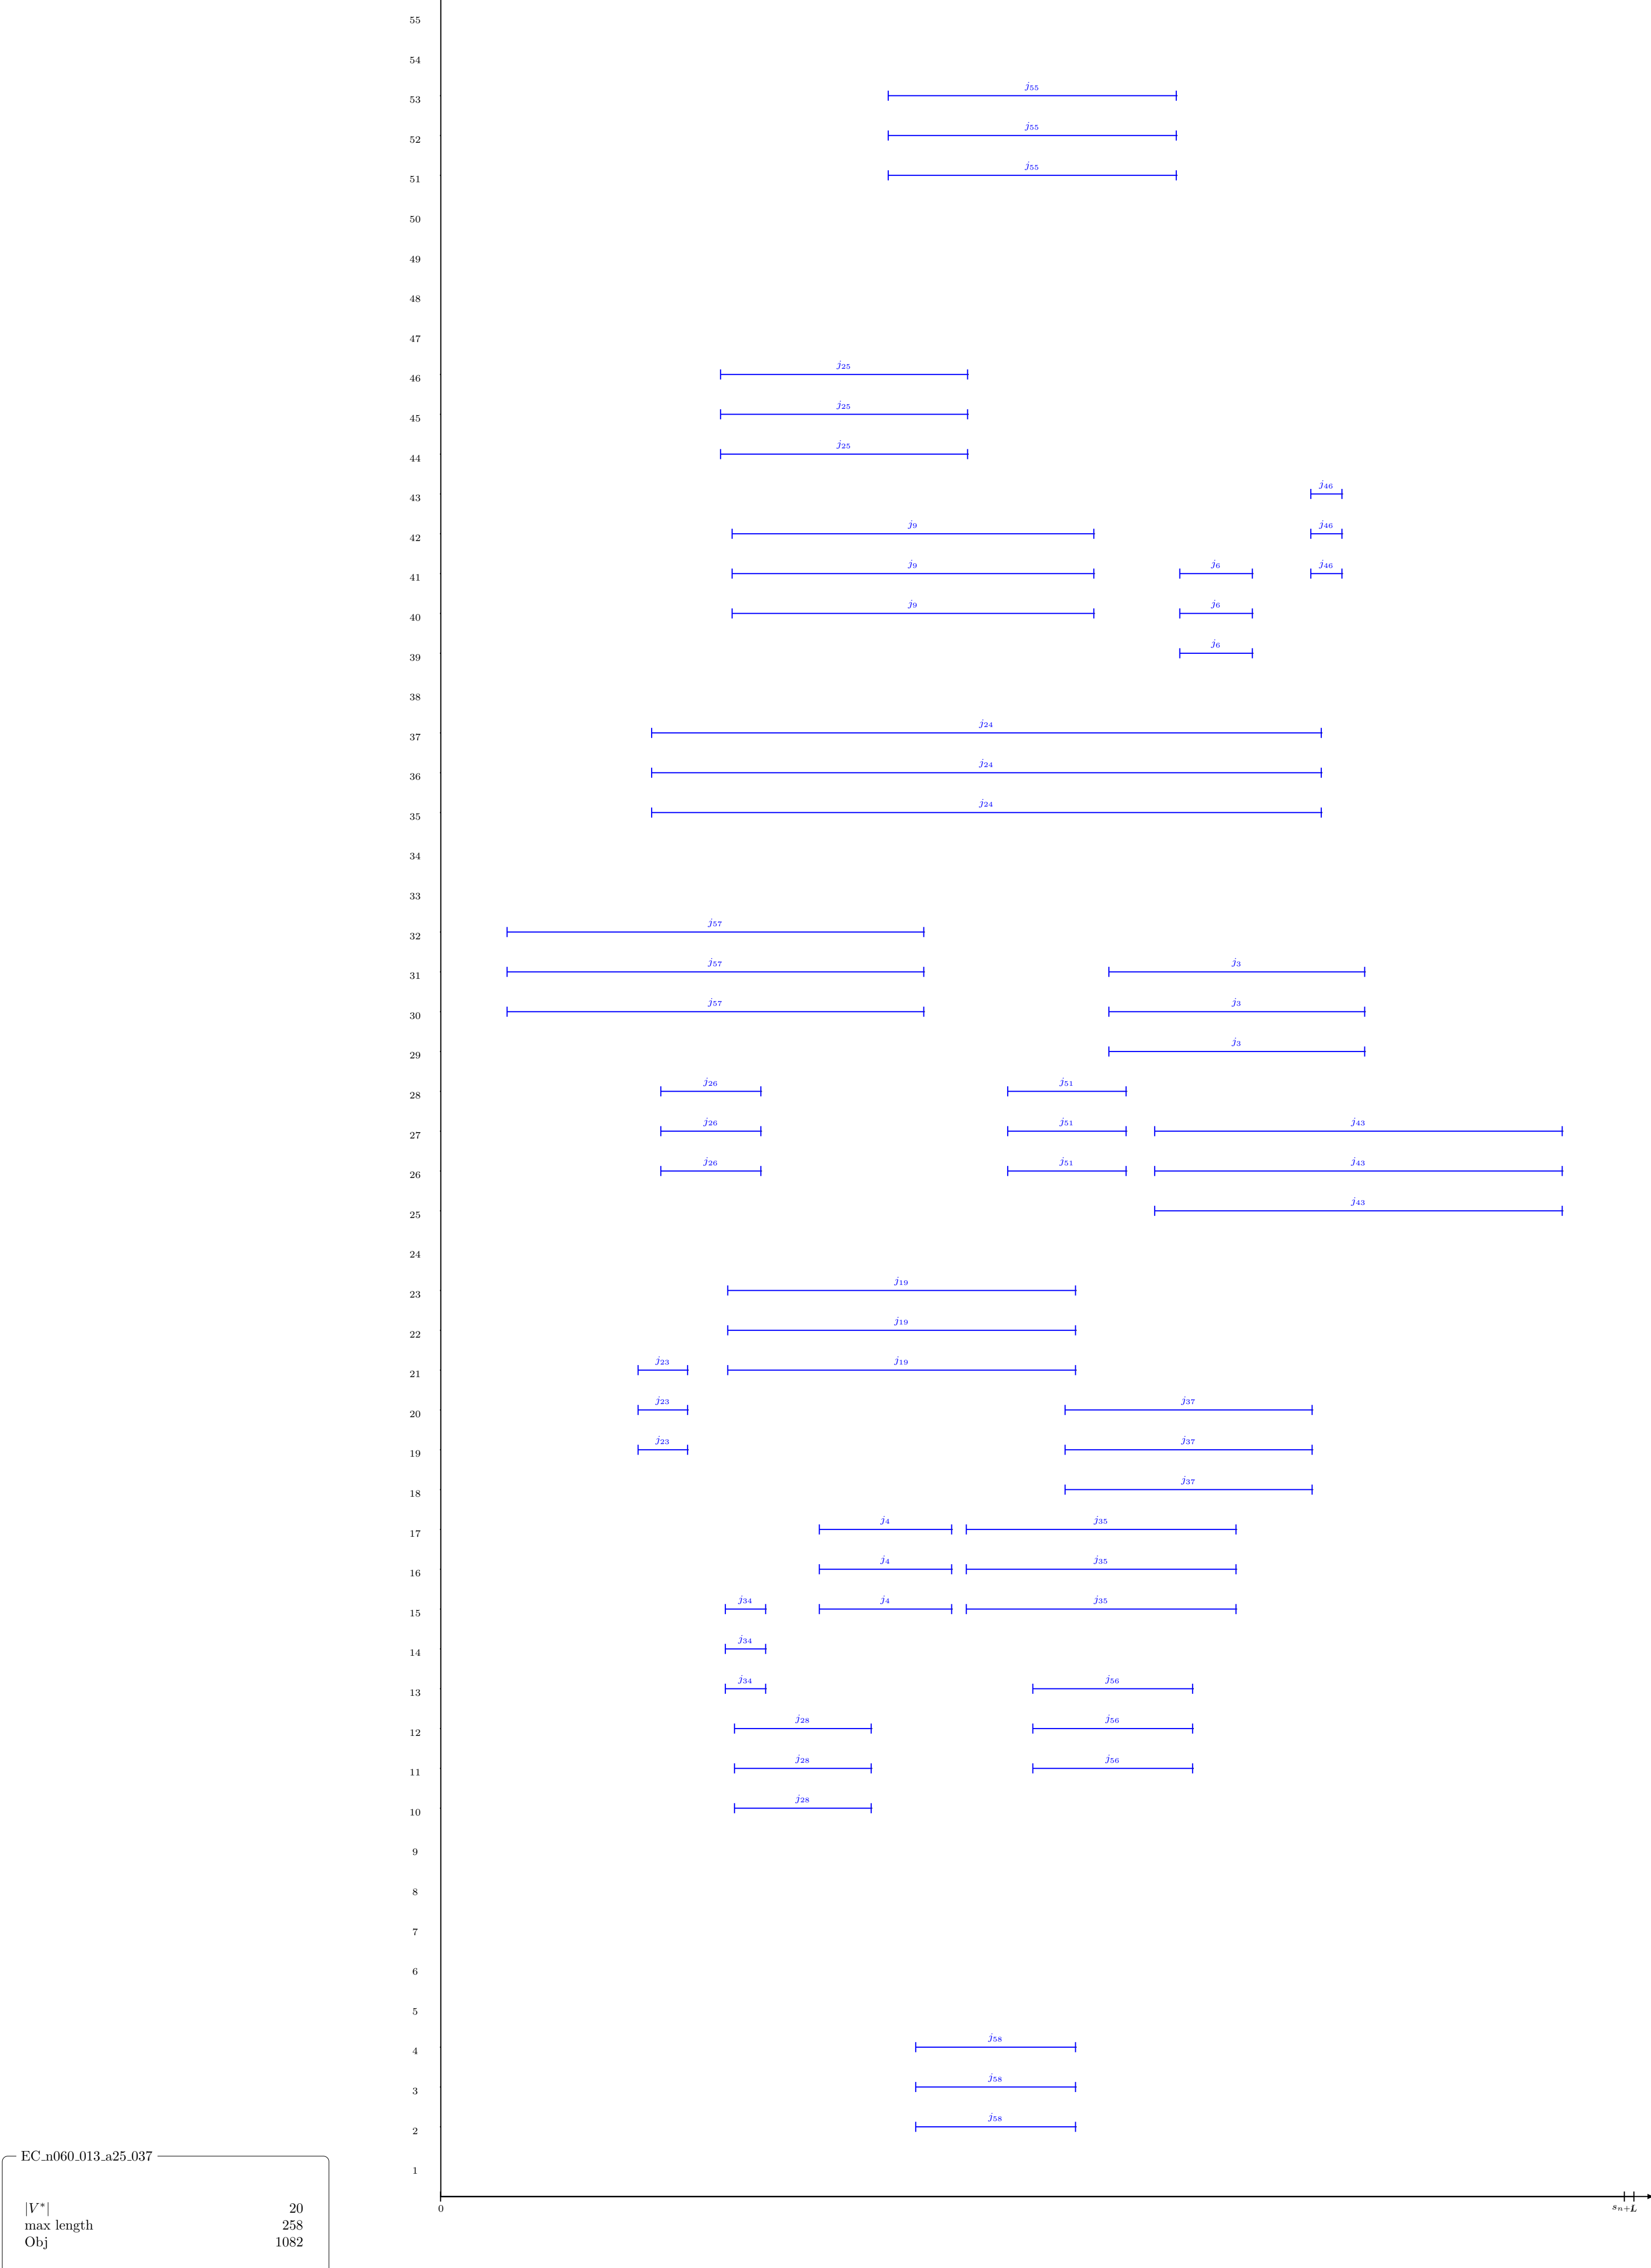 55
54
j55
53
j55
52
j55
51
50
49
48
47
j25
46
j25
45
j25
44
j46
43
j9 j46
42
j9 j6 j46
41
j9 j6
40
j6
39
38
j24
37
j24
36
j24
35
34
33
j57
32
j57 j3
31
j57 j3
30
j3
29
j26 j51
28
j26 j51 j43
27
j26 j51 j43
26
j43
25
24
j19
23
j19
22
j23 j19
21
j23 j37
20
j23 j37
19
j37
18
j4 j35
17
j4 j35
16
j34 j4 j35
15
j34
14
j34 j56
13
j28 j56
12
j28 j56
11
j28
10
9
8
7
6
5
j58
4
j58
3
j58
2
EC_n060_013_a25_037
1
|V*| 20
0 sn+L
max length 258
Obj 1082